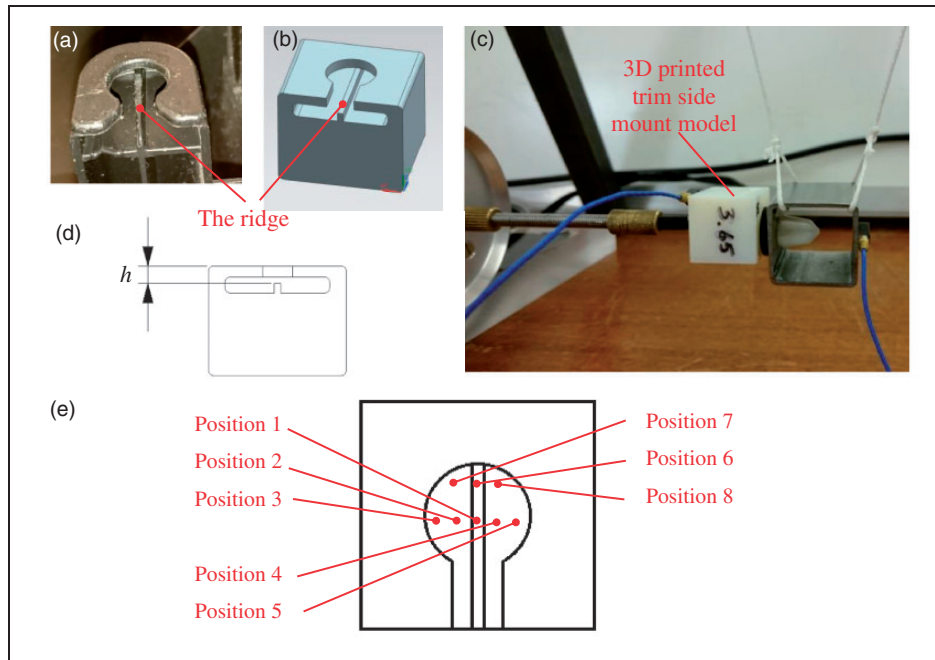 (a)
(b)
(c)
3D printed
trim side
mount model
3.65
The ridge
(d)
h
(e)
Position 1
Position 2
Position 3
Position 4
Position 5
Position 7
Position 6
Position 8